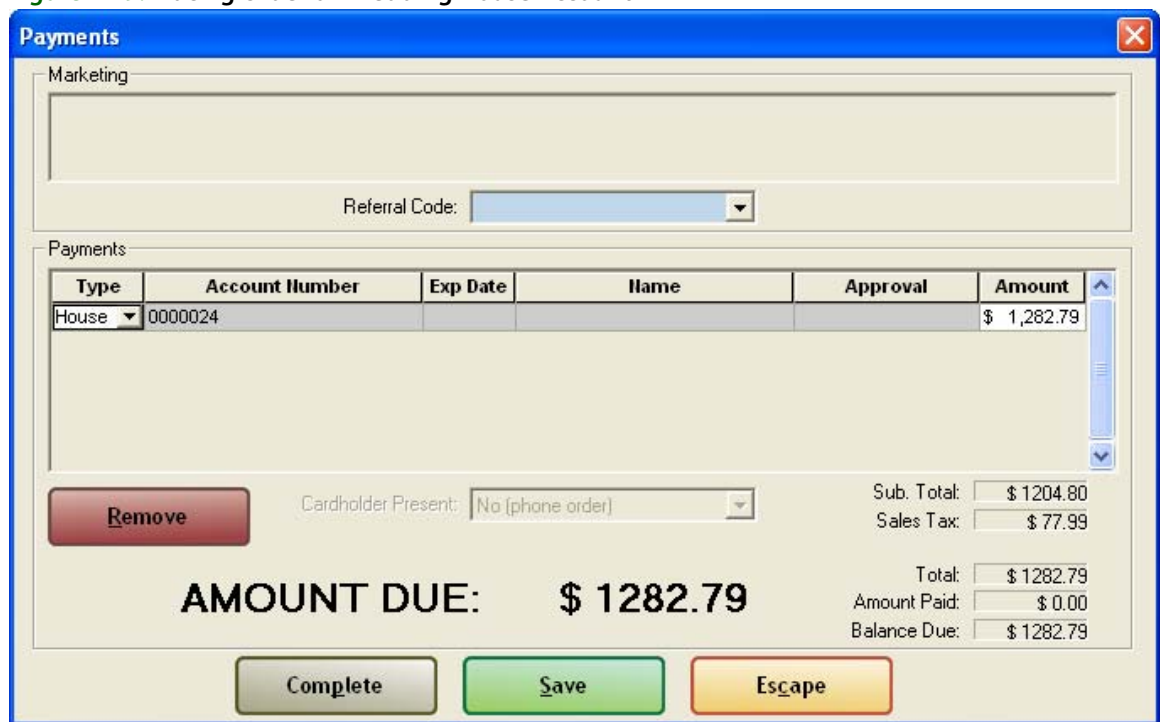 Payments
Marketing
Referral Code:
Payments
Type Account Number Exp Date Name Approval Amount
House 0000024 $ 1,282.79
Remove
Cardholder Present: No (phone order)
Sub. Total: $ 1204.80
Sales Tax: $ 77.99
AMOUNT DUE: $ 1282.79
Total: $ 1282.79
Amount Paid: $ 0.00
Balance Due: $ 1282.79
Complete Save Escape